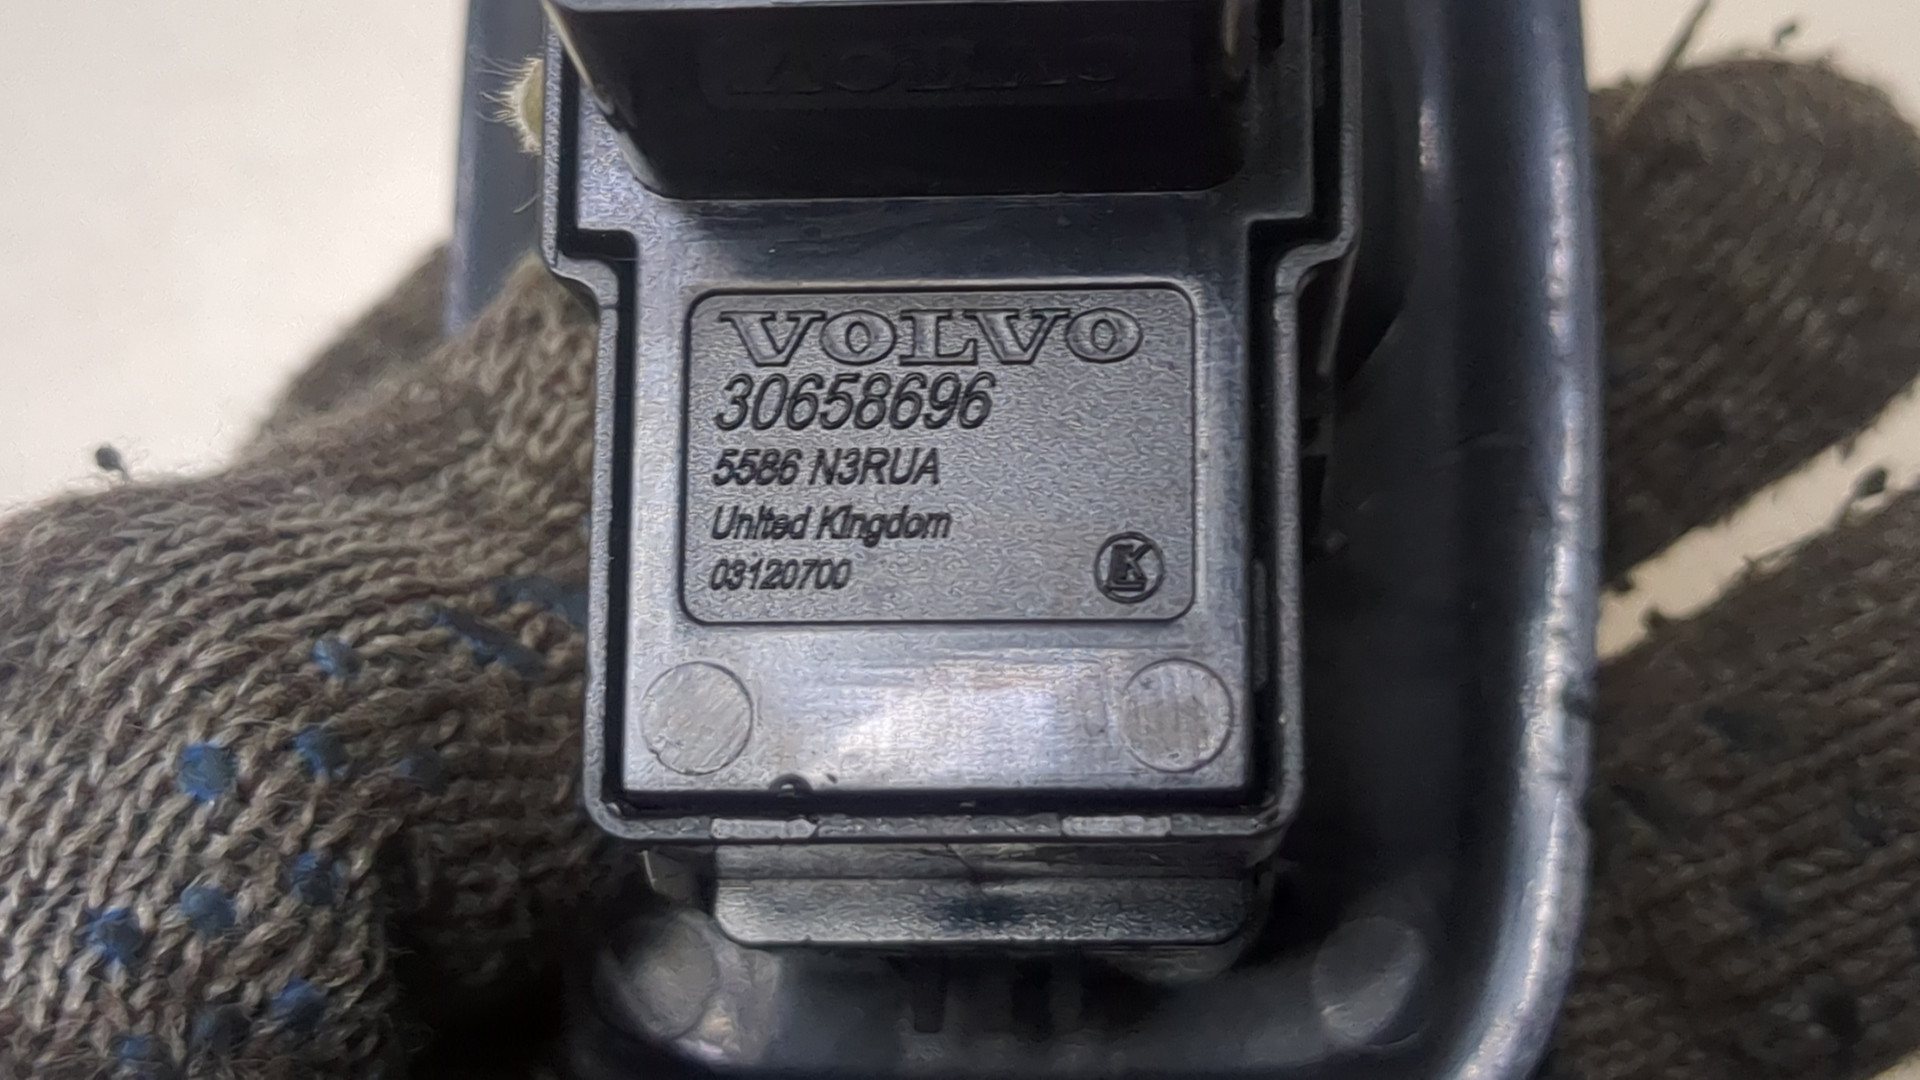 VOLVO
30658696
5586 N3RUA
United Kingdom
03120700
K